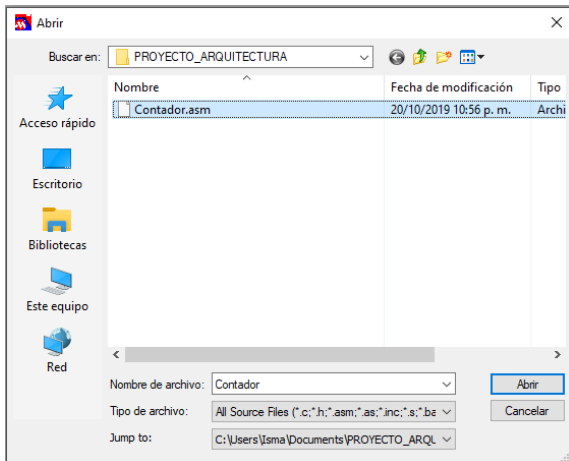 Abrir
Buscar en: PROYECTO_ARQUITECTURA
Nombre Fecha de modificación Tipo
Contador.asm 20/10/2019 10:56 p. m. Archi
Acceso rápido
Escritorio
Bibliotecas
Este equipo
Red
Nombre de archivo: Contador Abrir
Tipo de archivo: All Source Files (*.c;*.h;*.asm;*.as;*.inc;*.s;*.ba Cancelar
Jump to: C:\Users\Isma\Documents\PROYECTO_ARQL